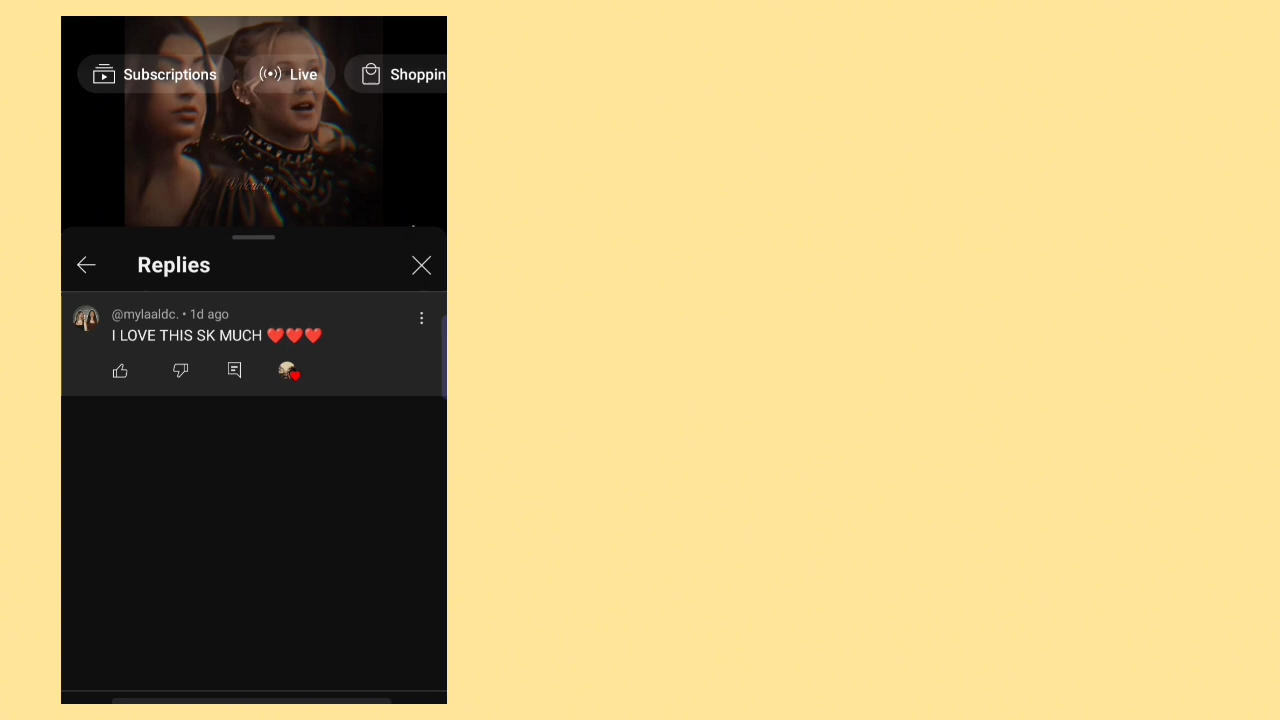 Subscriptions
Live
Shoppin
Replies
@mylaaldc. • 1d ago
I LOVE THIS SK MUCH ❤️❤️❤️